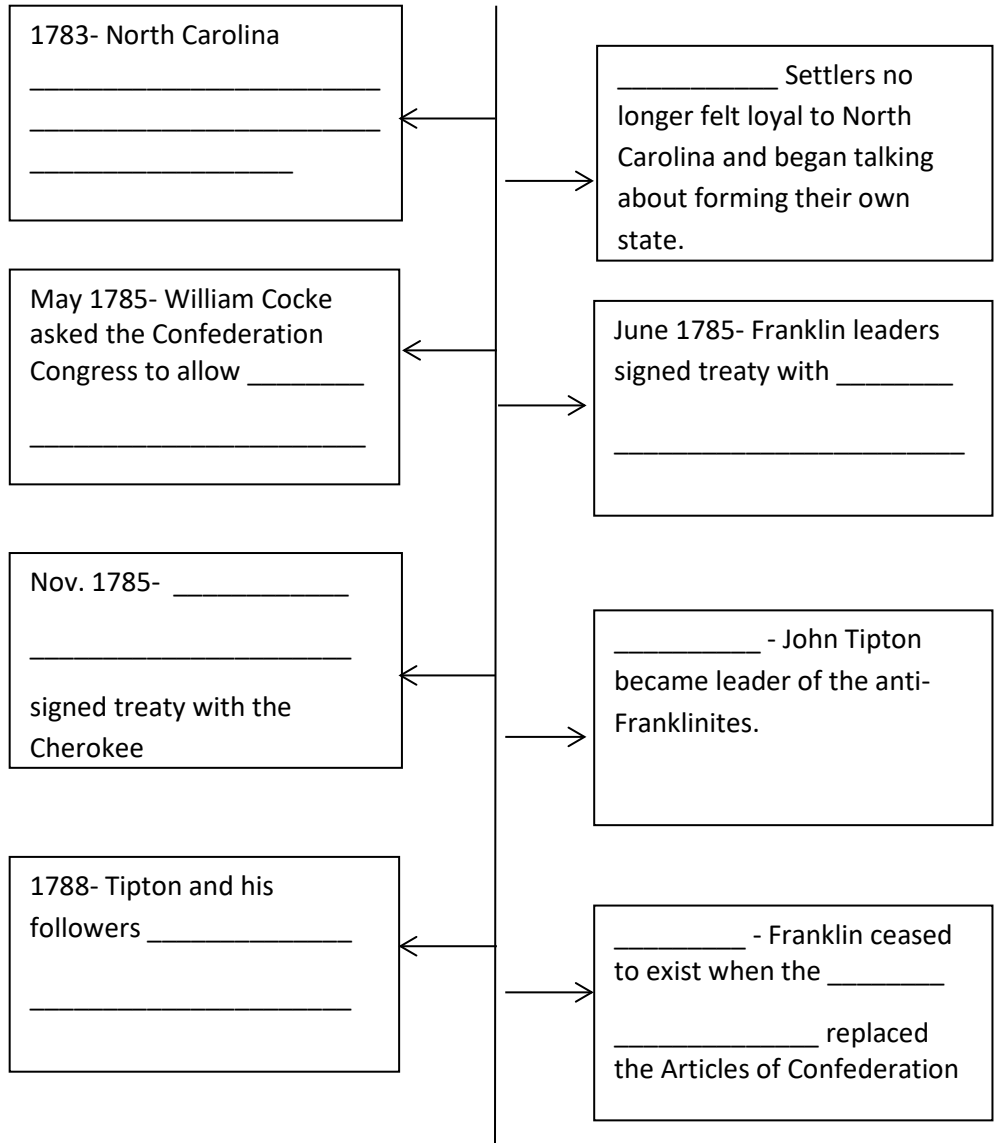 1783- North Carolina
________________________
________________________
__________________
___________ Settlers no
longer felt loyal to North
Carolina and began talking
about forming their own
state.
May 1785- William Cocke
asked the Confederation
Congress to allow ________
_______________________
June 1785- Franklin leaders
signed treaty with ________
________________________
Nov. 1785- ____________
______________________
signed treaty with the
Cherokee
__________ - John Tipton
became leader of the anti-
Franklinites.
1788- Tipton and his
followers ______________
______________________
_________ - Franklin ceased
to exist when the ________
______________ replaced
the Articles of Confederation